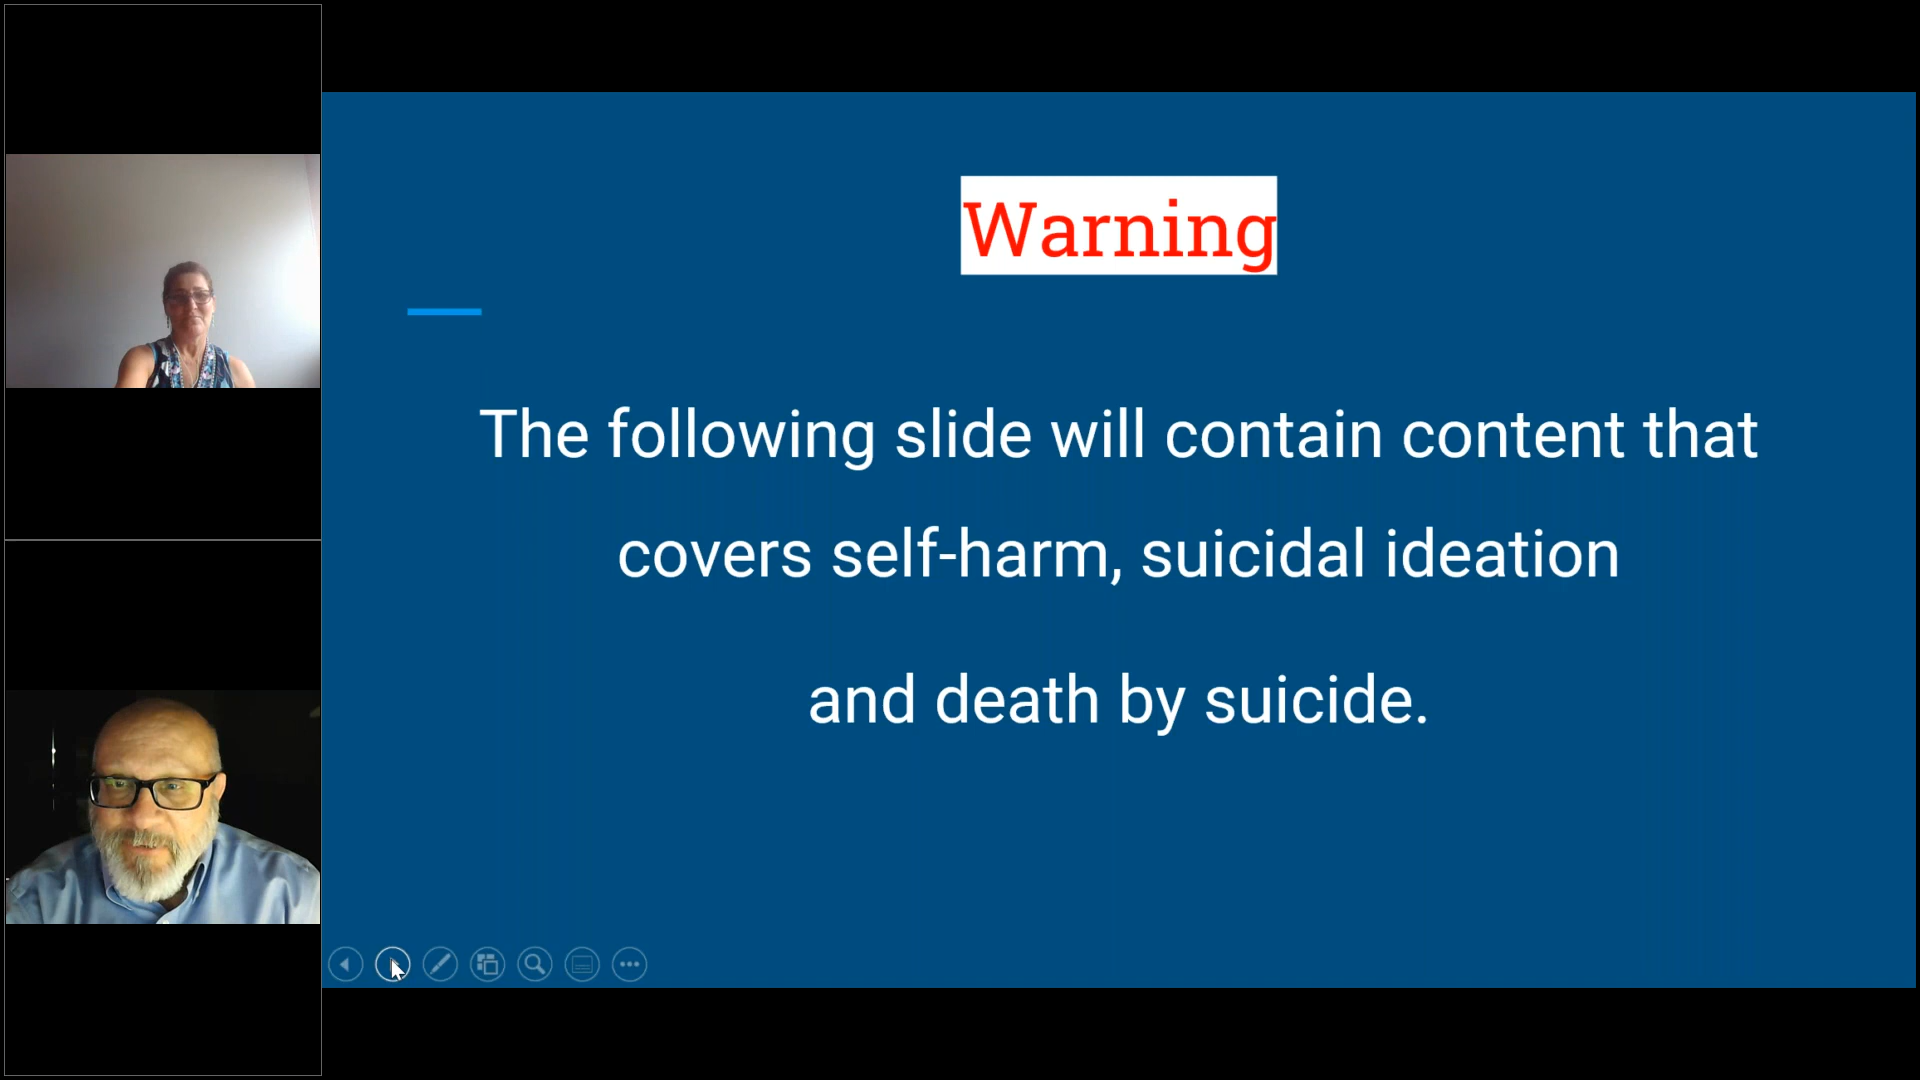 Warning
The following slide will contain content that
covers self-harm, suicidal ideation
and death by suicide.